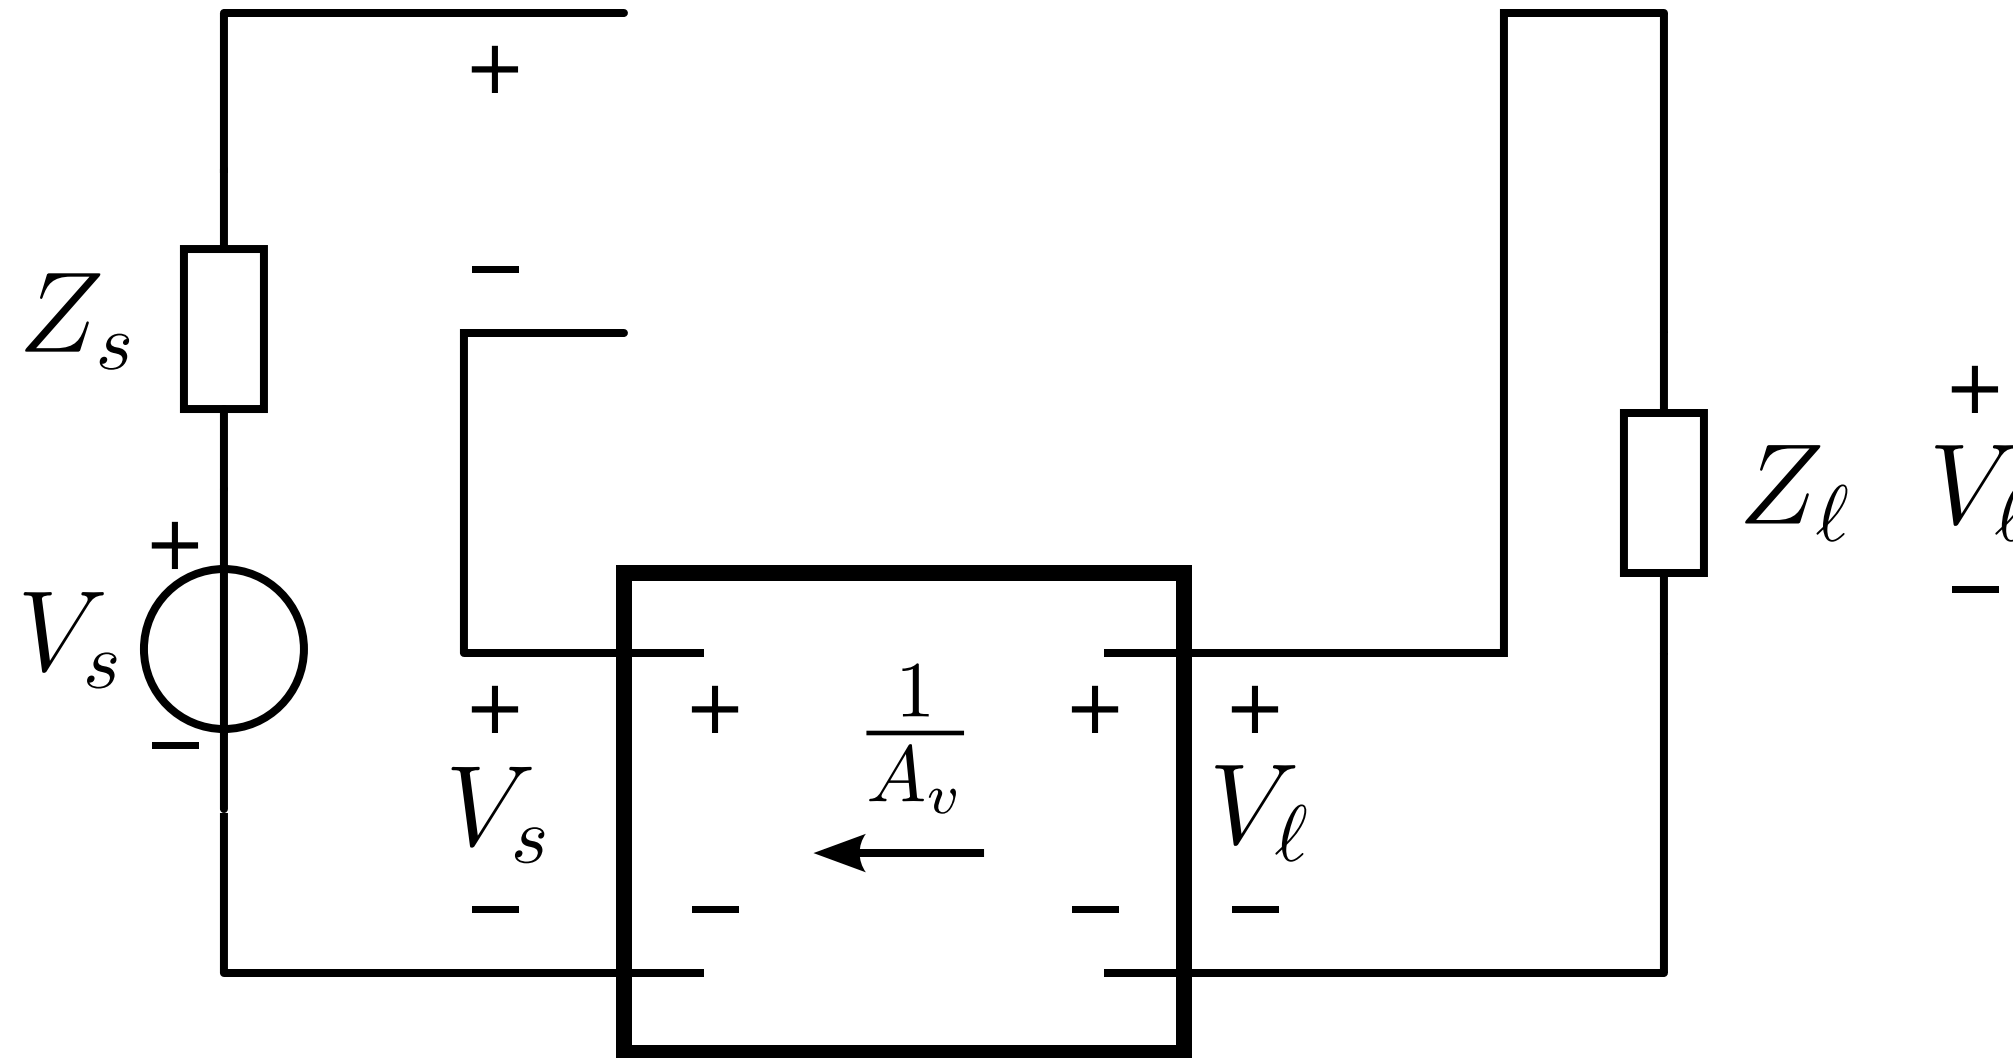 +
−
Z_s
+
V_s
−
+
V_s
−
+
−
1
A_v
+
−
+
V_ℓ
−
Z_ℓ
+
V_ℓ
−